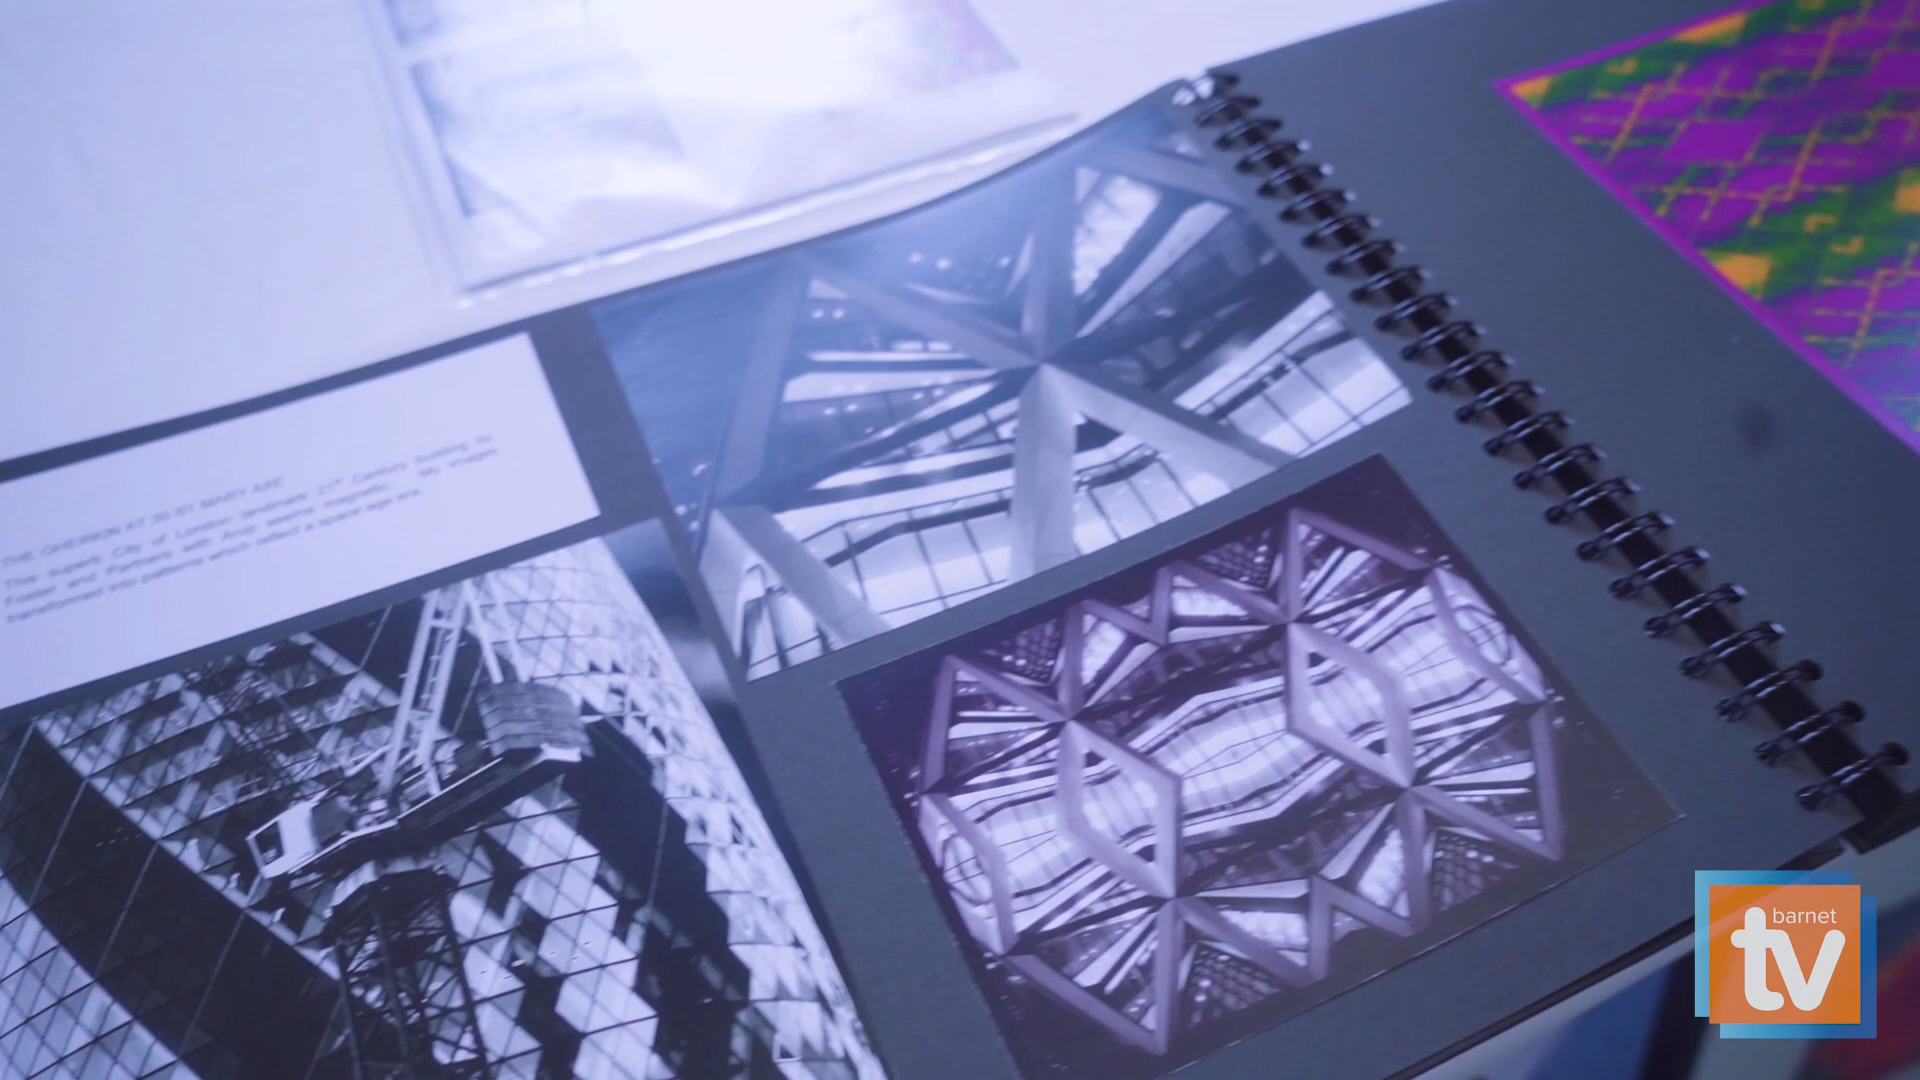 THE GHERKIN AT 30 ST MARY AXE
This superb City of London landmark 21st Century building by
Foster and Partners with Arup seems magnetic. My images
transformed into patterns which reflect a space age era.
barnet
tv